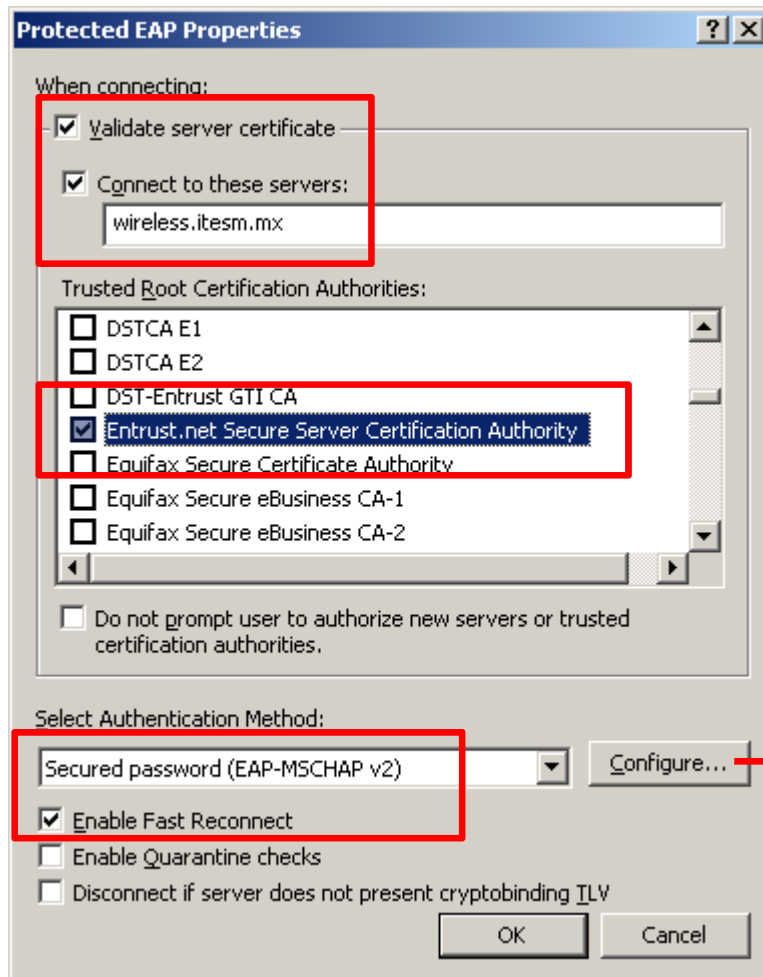 Protected EAP Properties
When connecting:
Validate server certificate
Connect to these servers:
wireless.itesm.mx
Trusted Root Certification Authorities:
DSTCA E1
DSTCA E2
DST-Entrust GTI CA
Entrust.net Secure Server Certification Authority
Equifax Secure Certificate Authority
Equifax Secure eBusiness CA-1
Equifax Secure eBusiness CA-2
Do not prompt user to authorize new servers or trusted
certification authorities.
Select Authentication Method:
Secured password (EAP-MSCHAP v2)
Configure...
Enable Fast Reconnect
Enable Quarantine checks
Disconnect if server does not present cryptobinding TLV
OK
Cancel